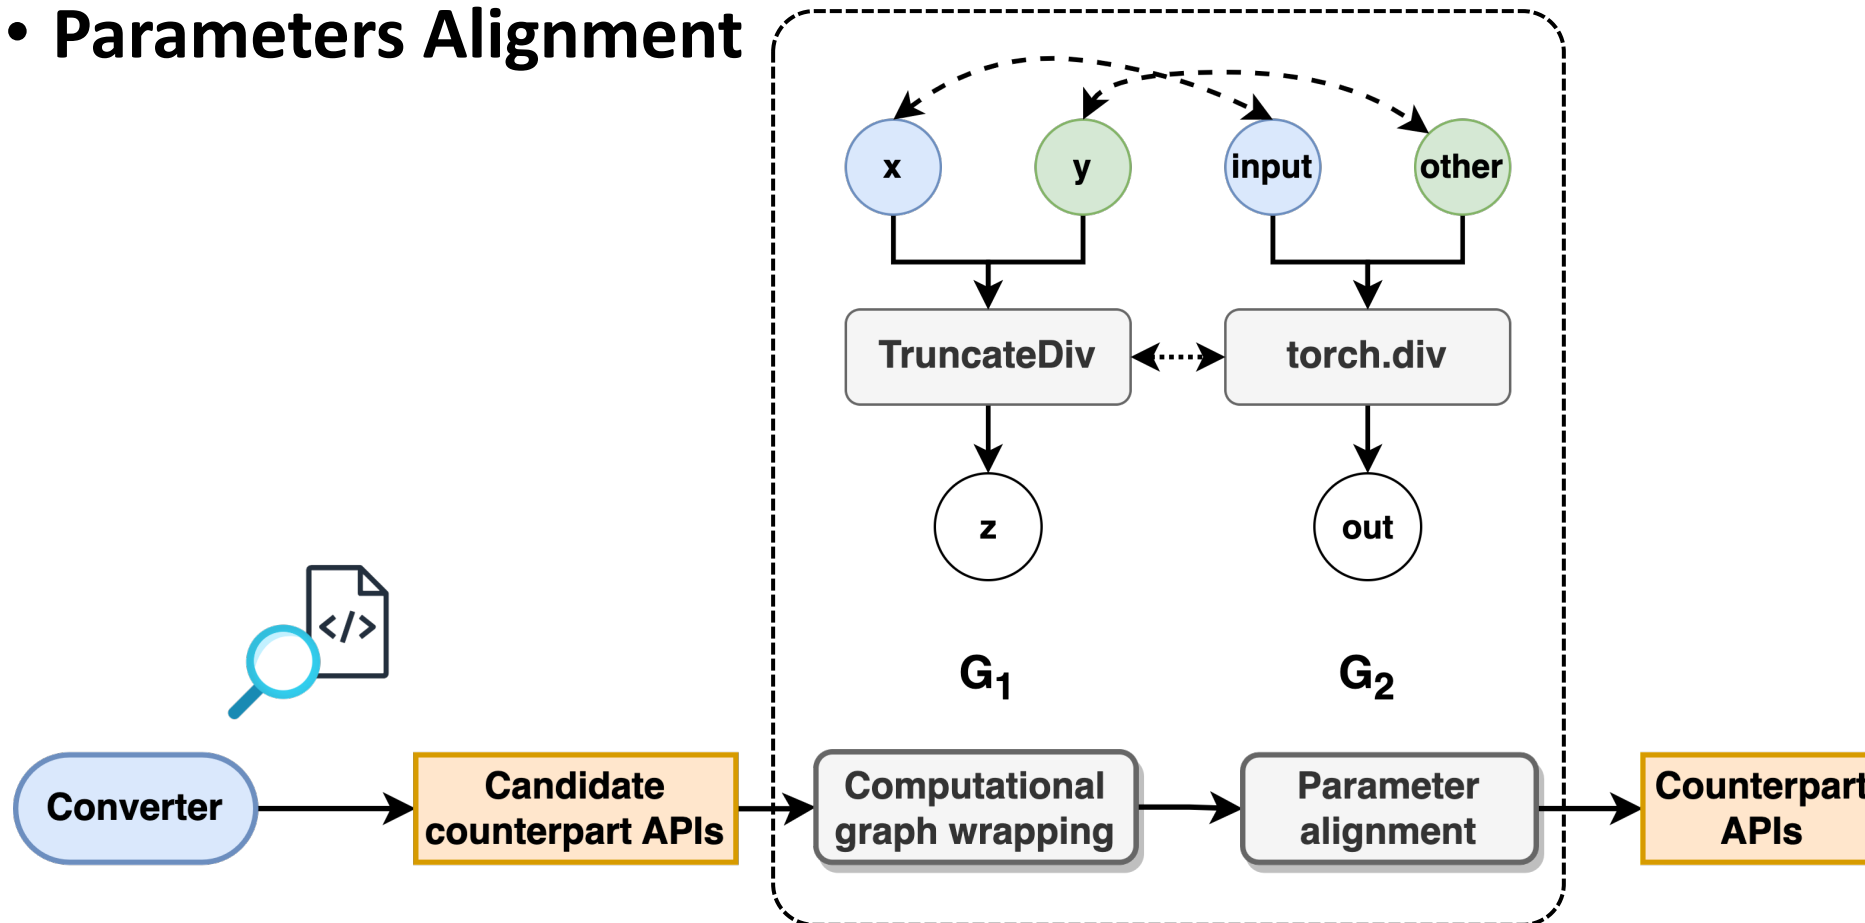 • Parameters Alignment
x
y
input
other
TruncateDiv
torch.div
z
out
</>
G₁
G₂
Converter
Candidate
counterpart APIs
Computational
graph wrapping
Parameter
alignment
Counterpart
APIs